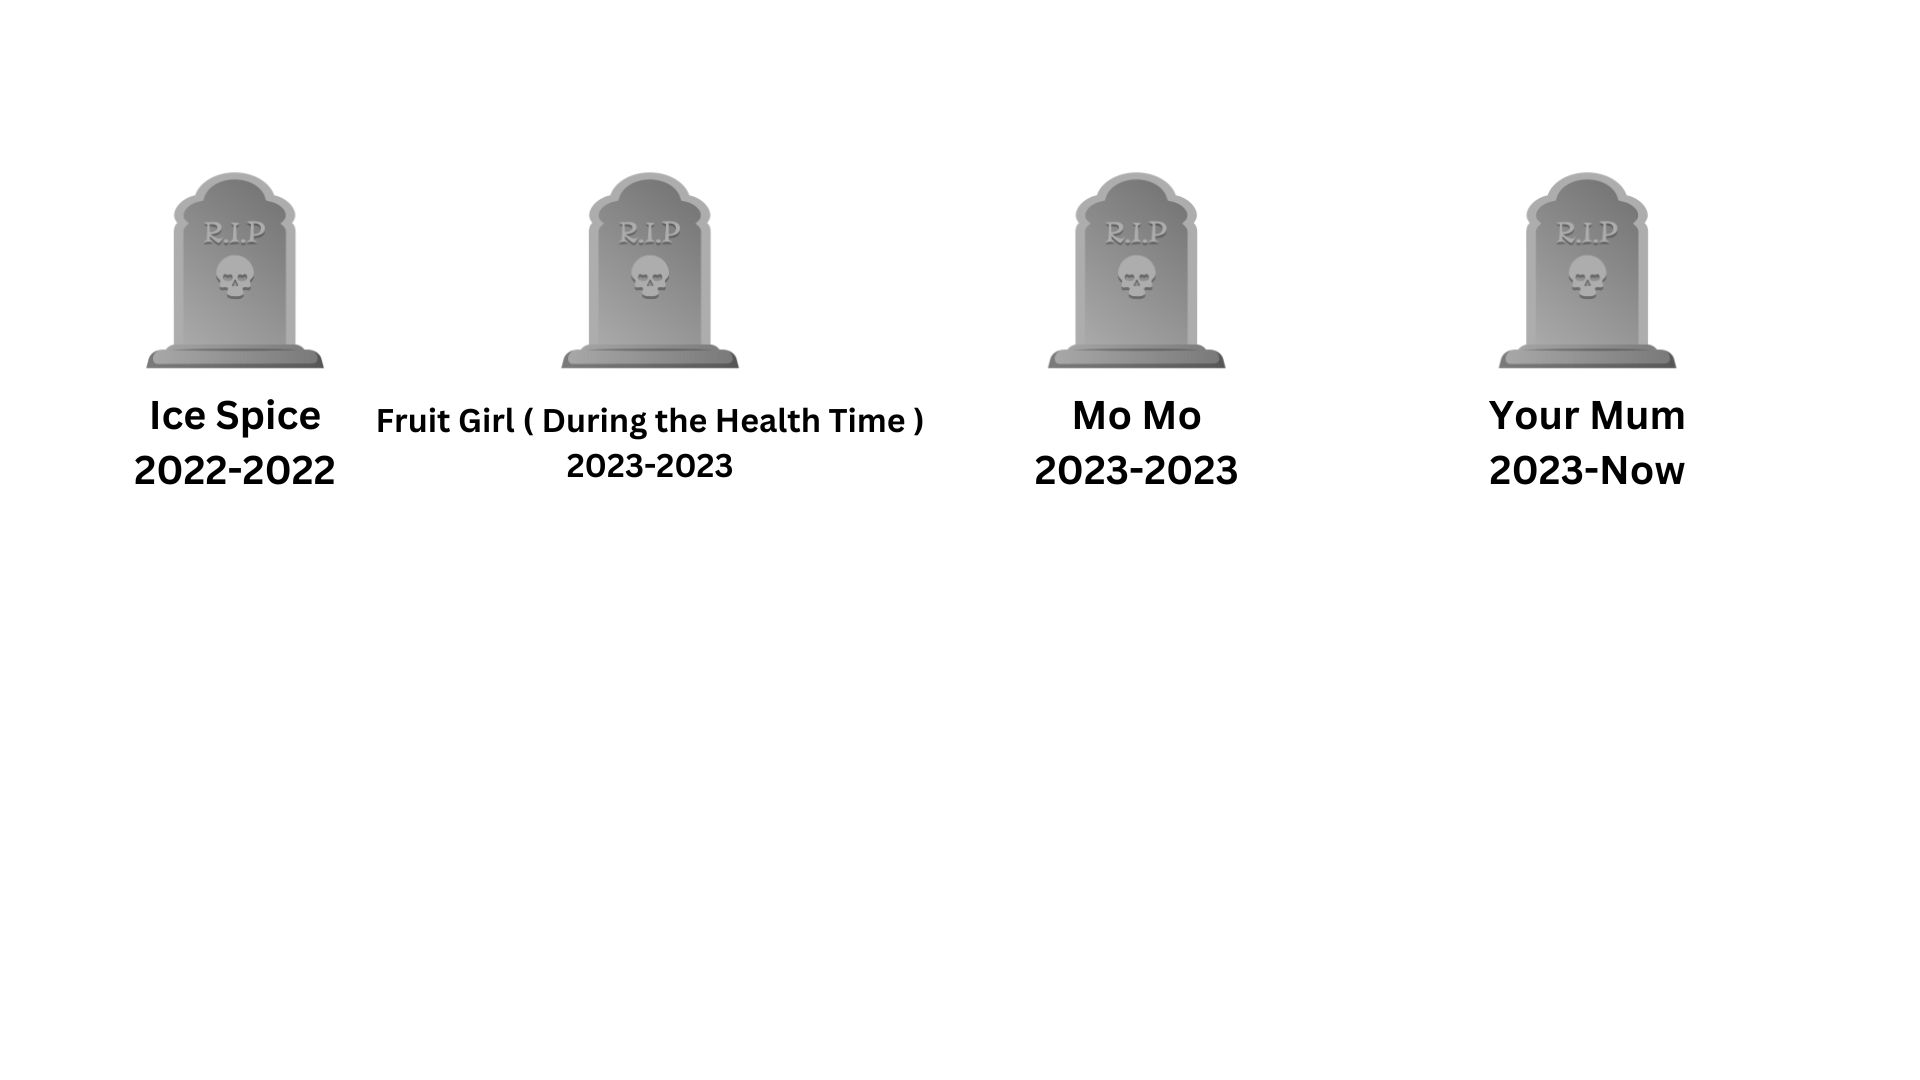 R.I.P
R.I.P
R.I.P
R.I.P
Ice Spice
2022-2022
Fruit Girl ( During the Health Time )
2023-2023
Mo Mo
2023-2023
Your Mum
2023-Now